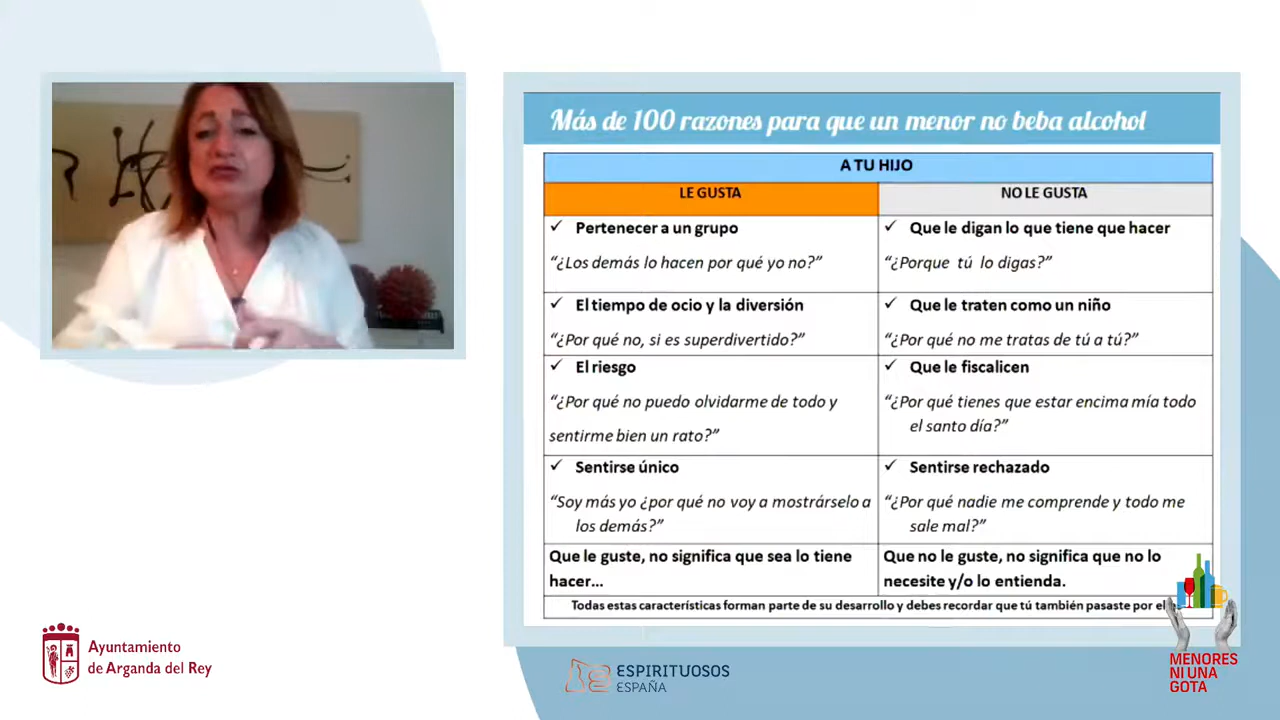 Más de 100 razones para que un menor no beba alcohol
A TU HIJO
LE GUSTA
NO LE GUSTA
✓ Pertenecer a un grupo
“¿Los demás lo hacen por qué yo no?”
✓ Que le digan lo que tiene que hacer
“¿Porque tú lo digas?”
✓ El tiempo de ocio y la diversión
“¿Por qué no, si es superdivertido?”
✓ Que le traten como un niño
“¿Por qué no me tratas de tú a tú?”
✓ El riesgo
“¿Por qué no puedo olvidarme de todo y
sentirme bien un rato?”
✓ Que le fiscalicen
“¿Por qué tienes que estar encima mía todo
el santo día?”
✓ Sentirse único
“Soy más yo ¿por qué no voy a mostrárselo a
los demás?”
✓ Sentirse rechazado
“¿Por qué nadie me comprende y todo me
sale mal?”
Que le guste, no significa que sea lo tiene
hacer...
Que no le guste, no significa que no lo
necesite y/o lo entienda.
Todas estas características forman parte de su desarrollo y debes recordar que tú también pasaste por
Ayuntamiento
de Arganda del Rey
ESPIRITUOSOS
ESPAÑA
MENORES
NI UNA
GOTA